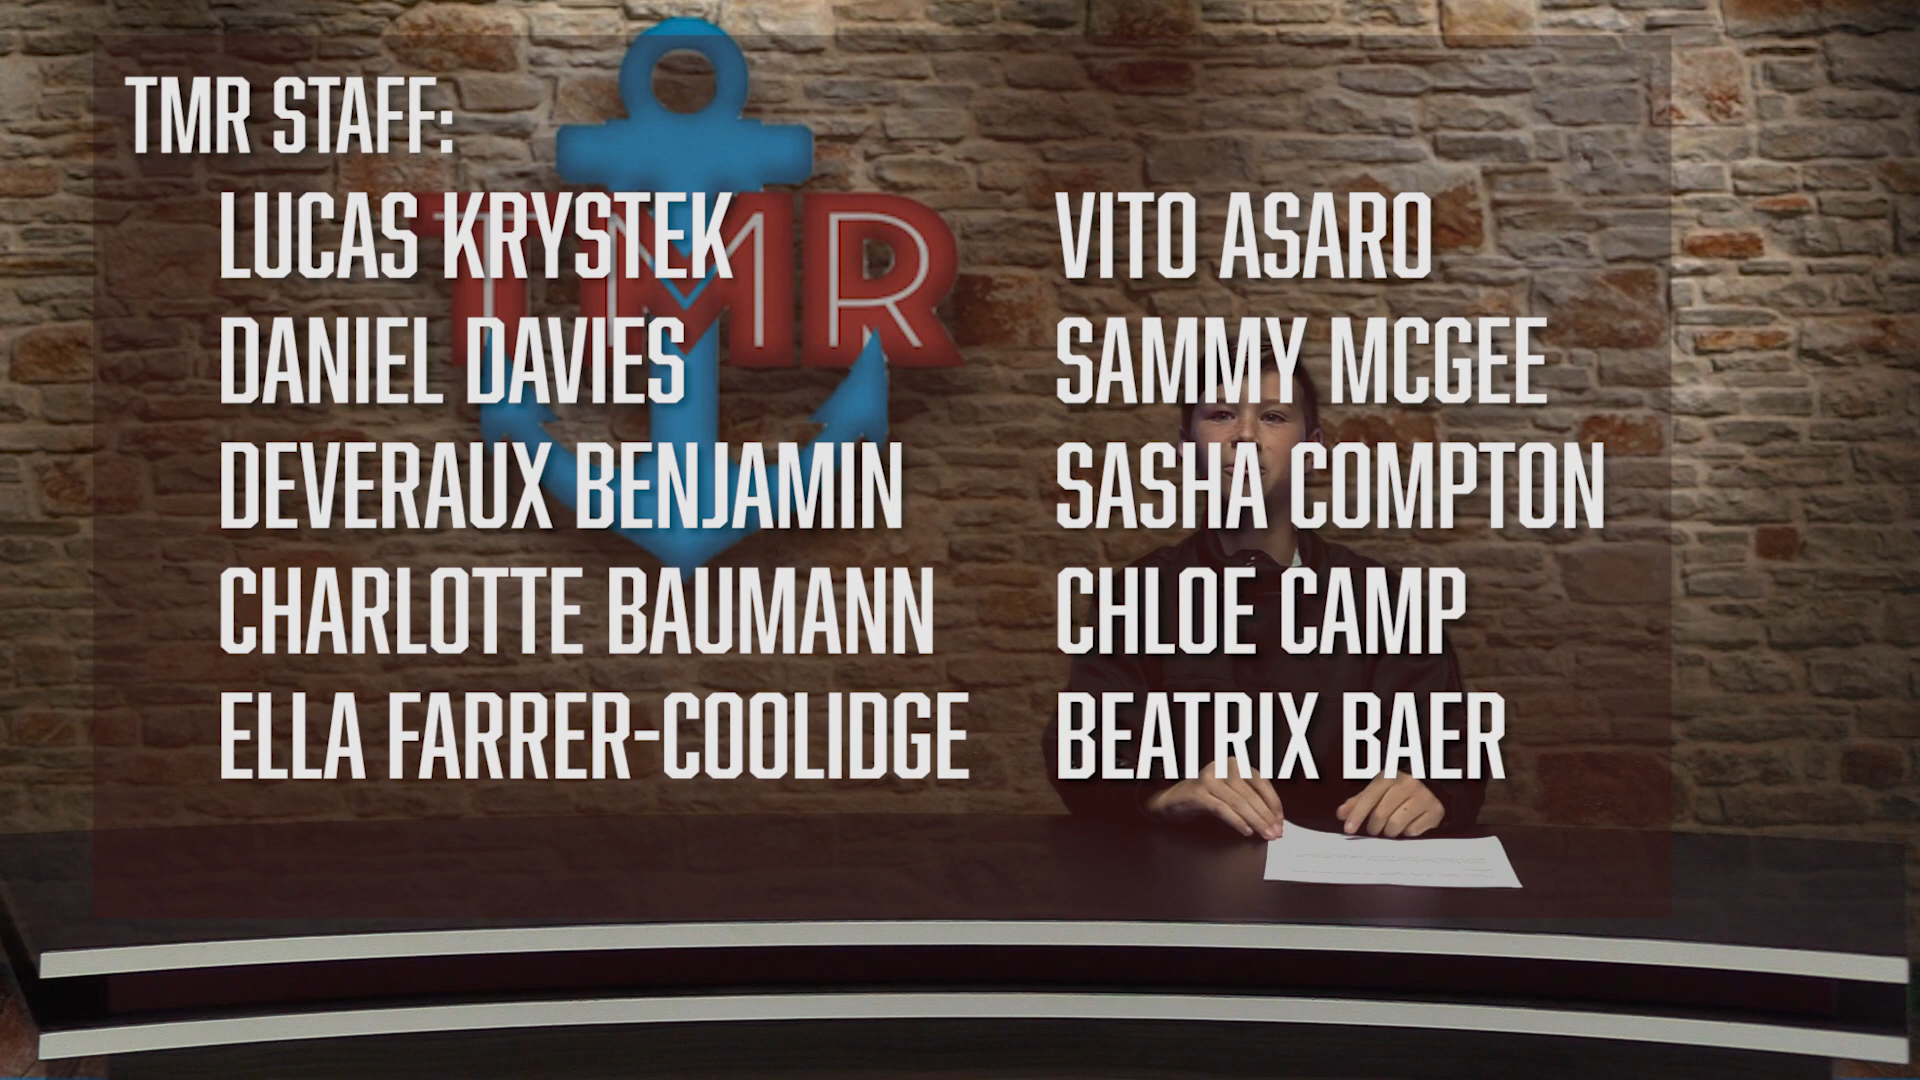 TMR STAFF:
LUCAS KRYSTEK
DANIEL DAVIES
DEVERAUX BENJAMIN
CHARLOTTE BAUMANN
ELLA FARRER-COOLIDGE
VITO ASARO
SAMMY MCGEE
SASHA COMPTON
CHLOE CAMP
BEATRIX BAER
TMR